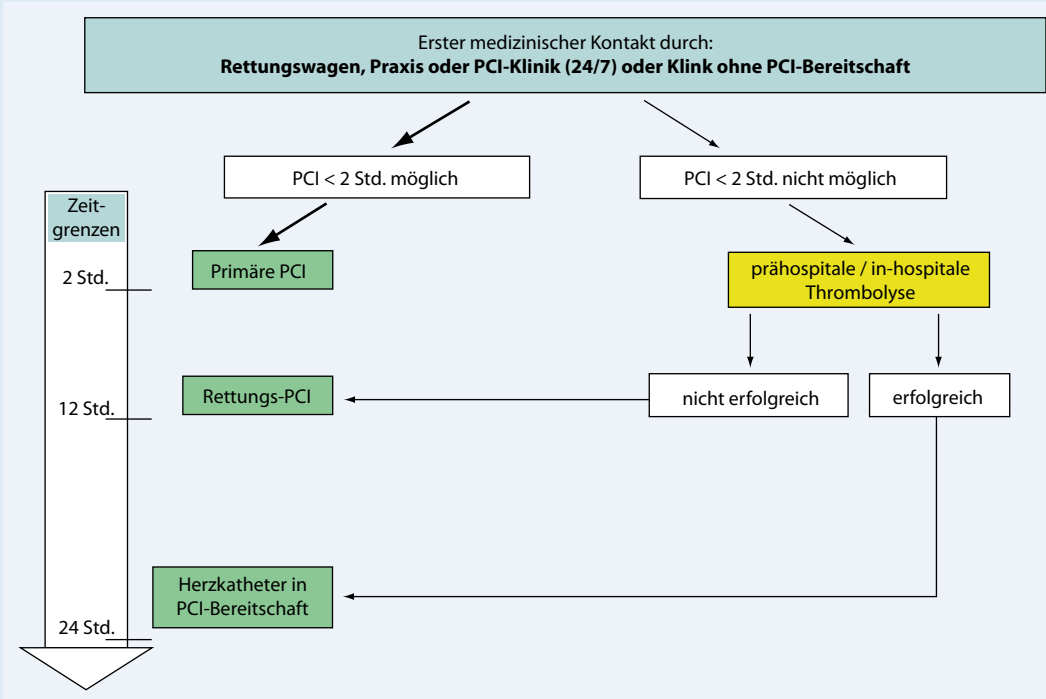 Erster medizinischer Kontakt durch:
Rettungswagen, Praxis oder PCI-Klinik (24/7) oder Klink ohne PCI-Bereitschaft
PCI < 2 Std. möglich
PCI < 2 Std. nicht möglich
Zeit-
grenzen
2 Std.
Primäre PCI
prähospitale / in-hospitale
Thrombolyse
12 Std.
Rettungs-PCI
nicht erfolgreich
erfolgreich
Herzkatheter in
PCI-Bereitschaft
24 Std.